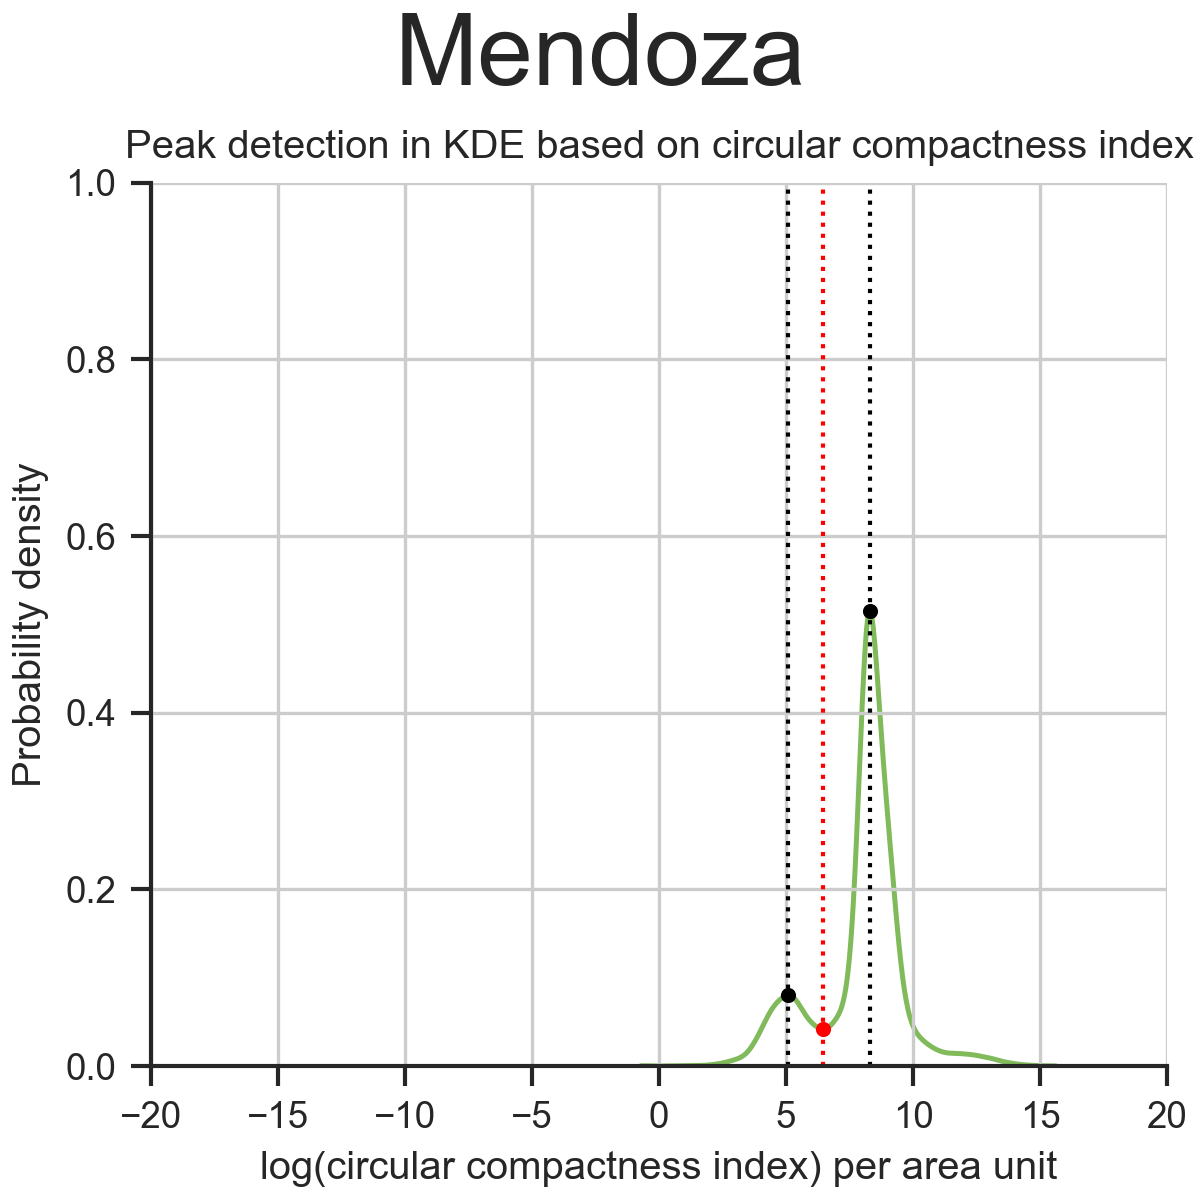 Mendoza
Peak detection in KDE based on circular compactness index
1.0
0.8
0.6
0.4
0.2
0.0
Probability density
−20 −15 −10 −5 0 5 10 15 20
log(circular compactness index) per area unit